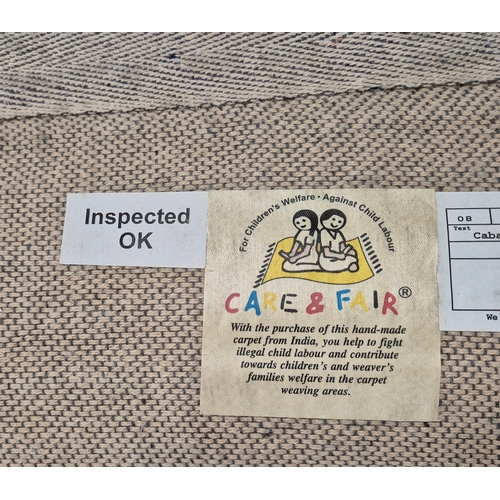 Inspected
OK
For Children's Welfare • Against Child Labour
CARE & FAIR®
With the purchase of this hand-made
carpet from India, you help to fight
illegal child labour and contribute
towards children's and weaver's
families welfare in the carpet
weaving areas.
08
Text
Caba
We